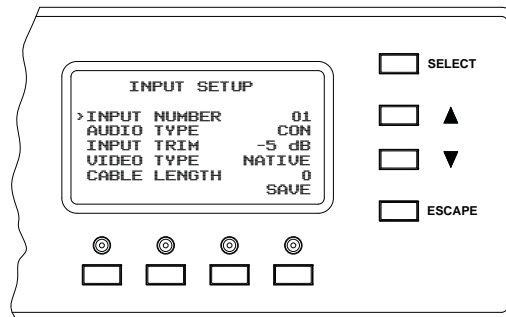 INPUT SETUP
>INPUT NUMBER 01
AUDIO TYPE CON
INPUT TRIM -5 dB
VIDEO TYPE NATIVE
CABLE LENGTH 0
SAVE
SELECT
▲
▼
ESCAPE